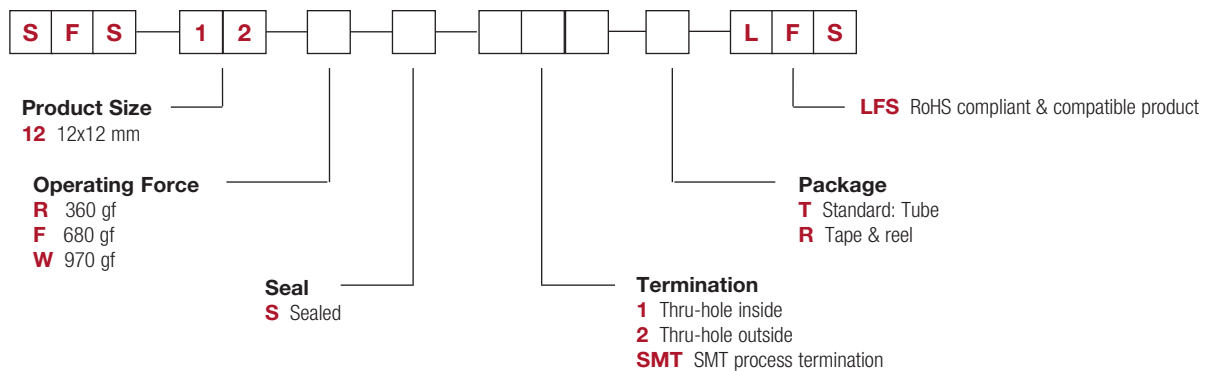 S F S 1 2 L F S
Product Size
12 12x12 mm
LFS RoHS compliant & compatible product
Operating Force
R 360 gf
F 680 gf
W 970 gf
Package
T Standard: Tube
R Tape & reel
Seal
S Sealed
Termination
1 Thru-hole inside
2 Thru-hole outside
SMT SMT process termination